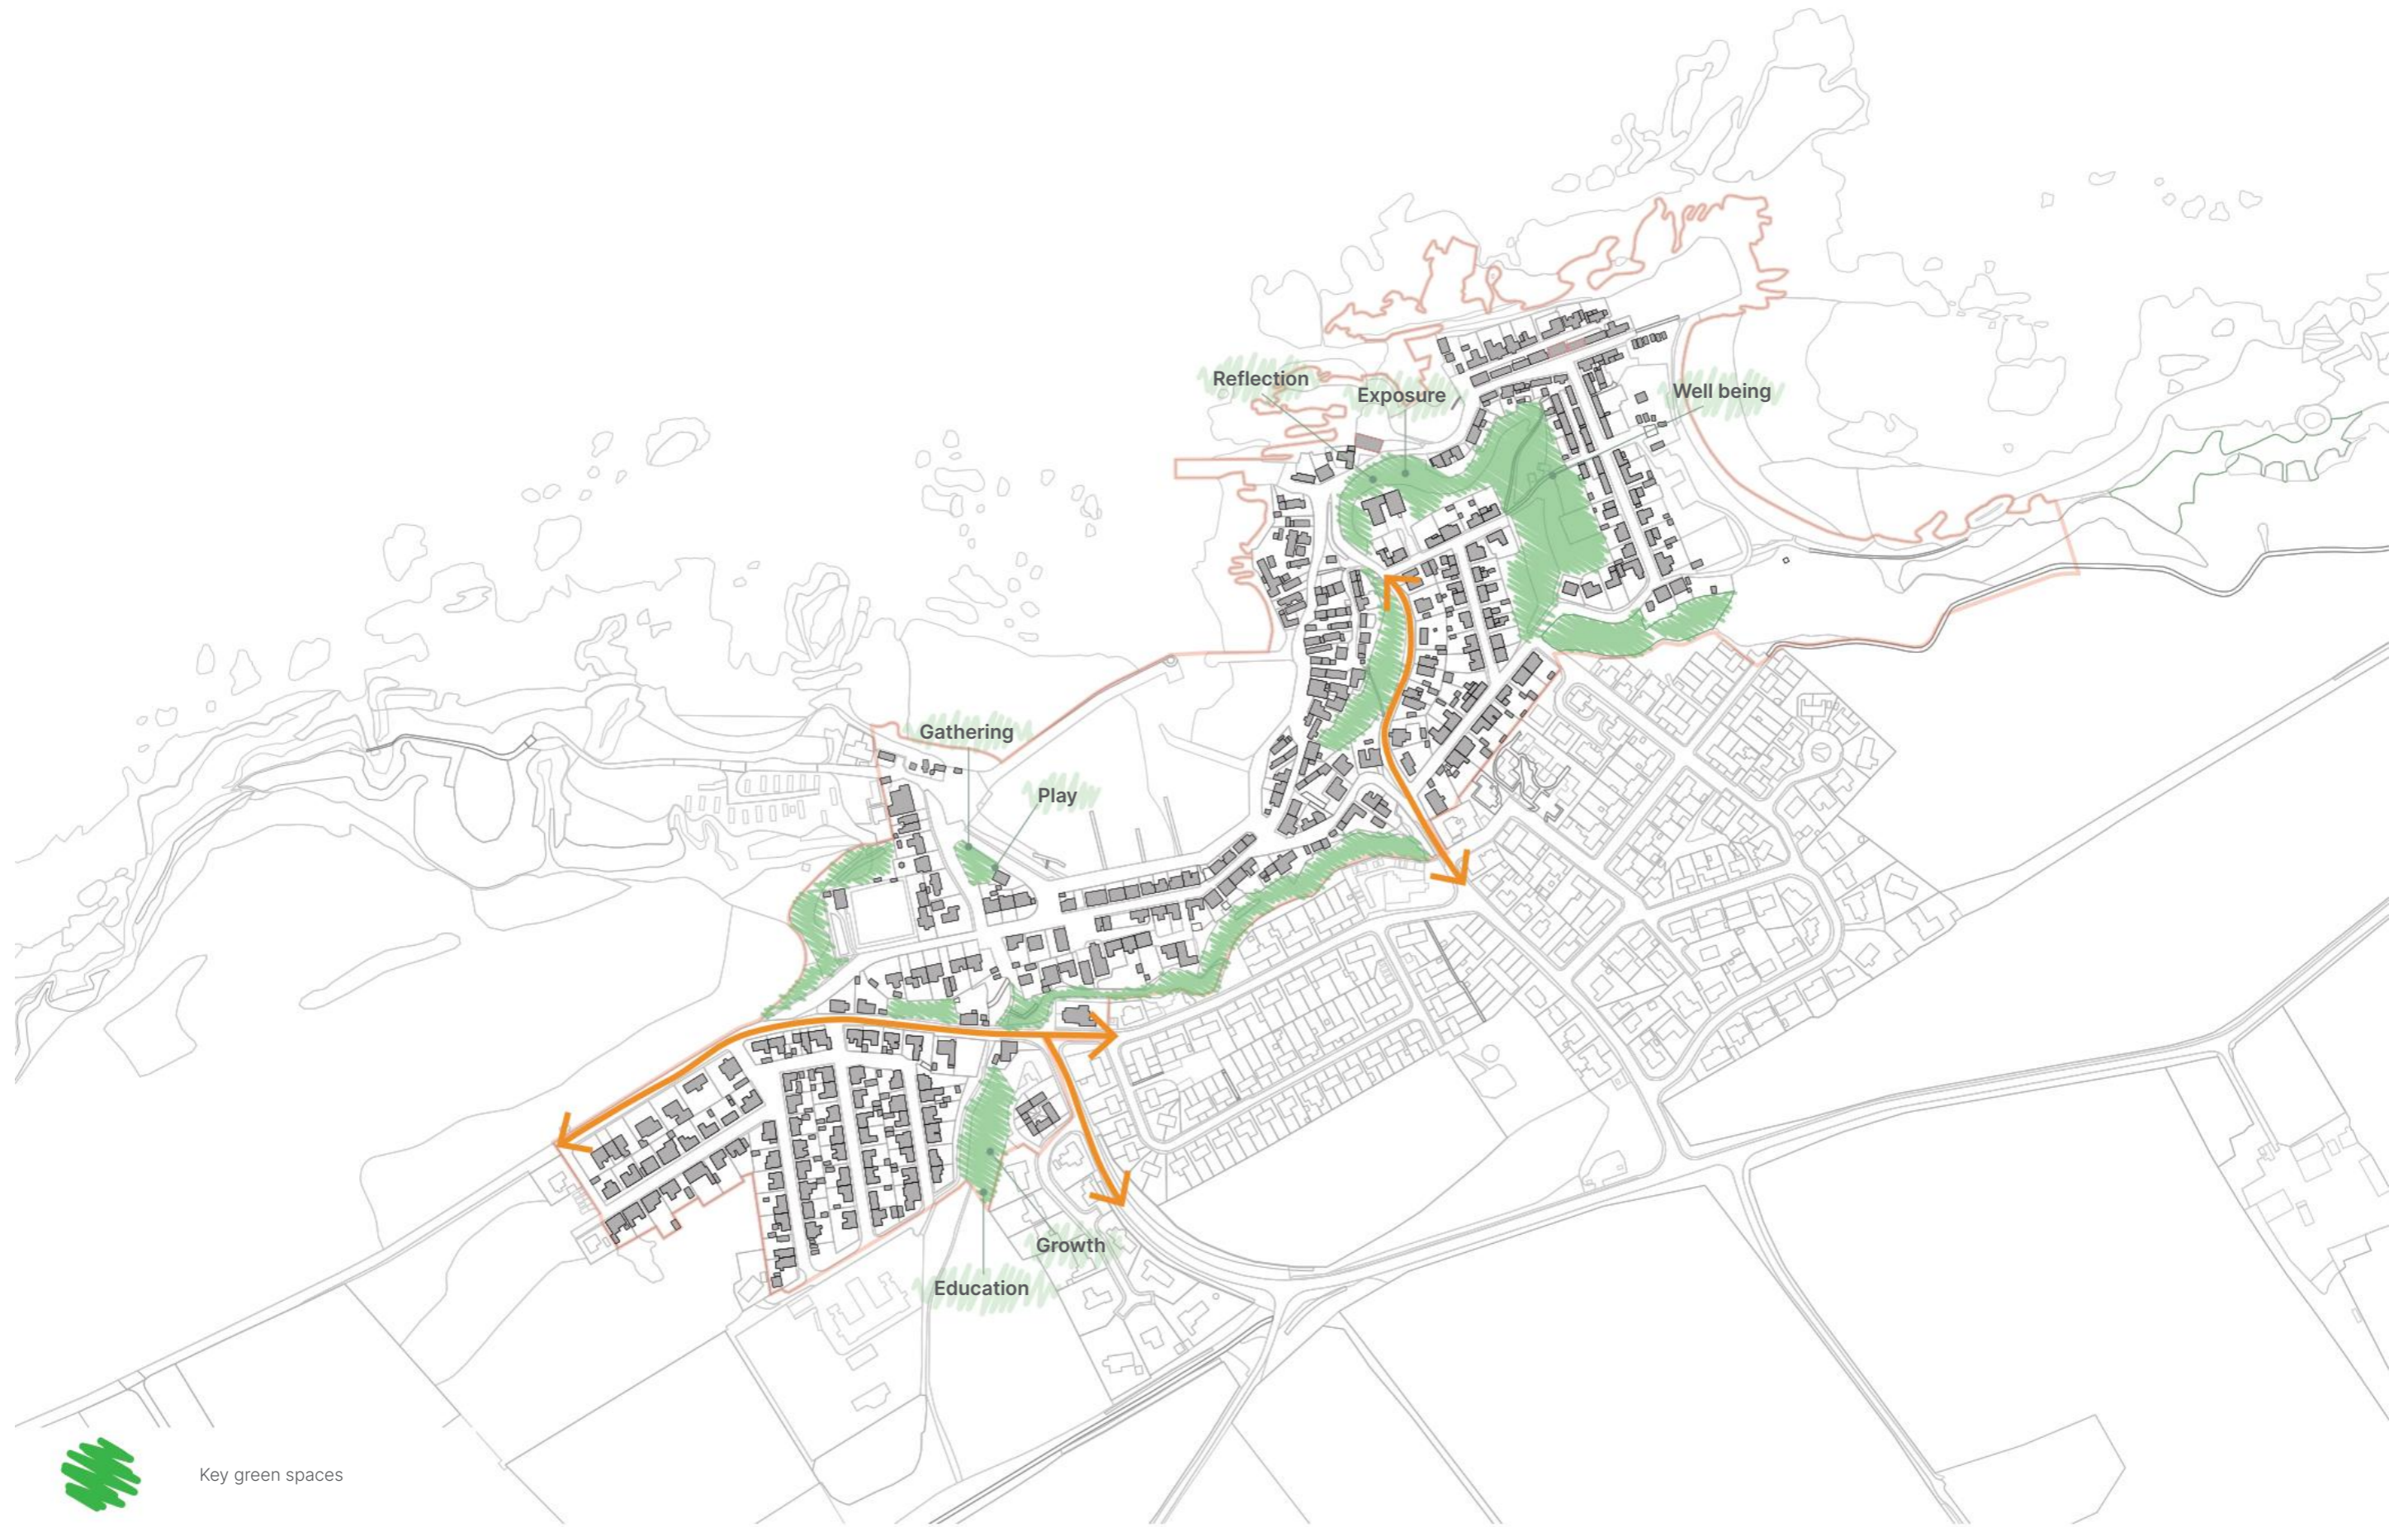 Reflection
Exposure
Well being
Gathering
Play
Growth
Education
Key green spaces